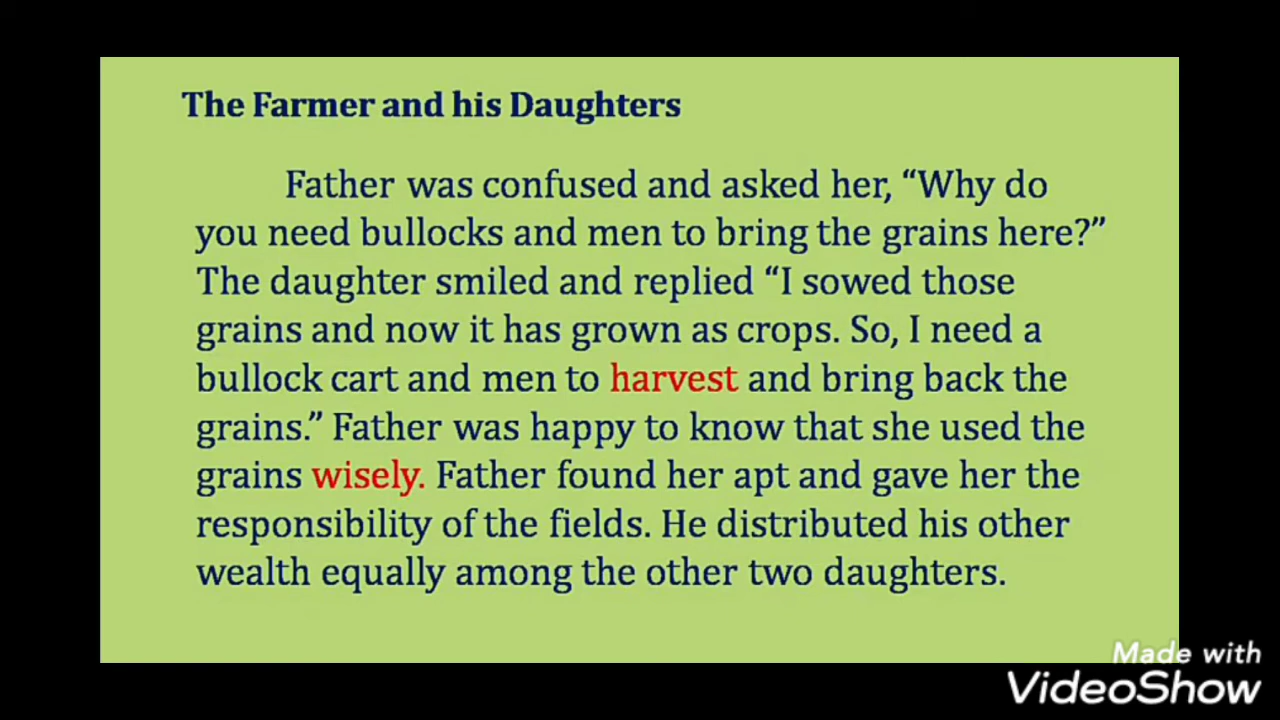 The Farmer and his Daughters
Father was confused and asked her, “Why do
you need bullocks and men to bring the grains here?”
The daughter smiled and replied “I sowed those
grains and now it has grown as crops. So, I need a
bullock cart and men to harvest and bring back the
grains.” Father was happy to know that she used the
grains wisely. Father found her apt and gave her the
responsibility of the fields. He distributed his other
wealth equally among the other two daughters.
Made with
VideoShow